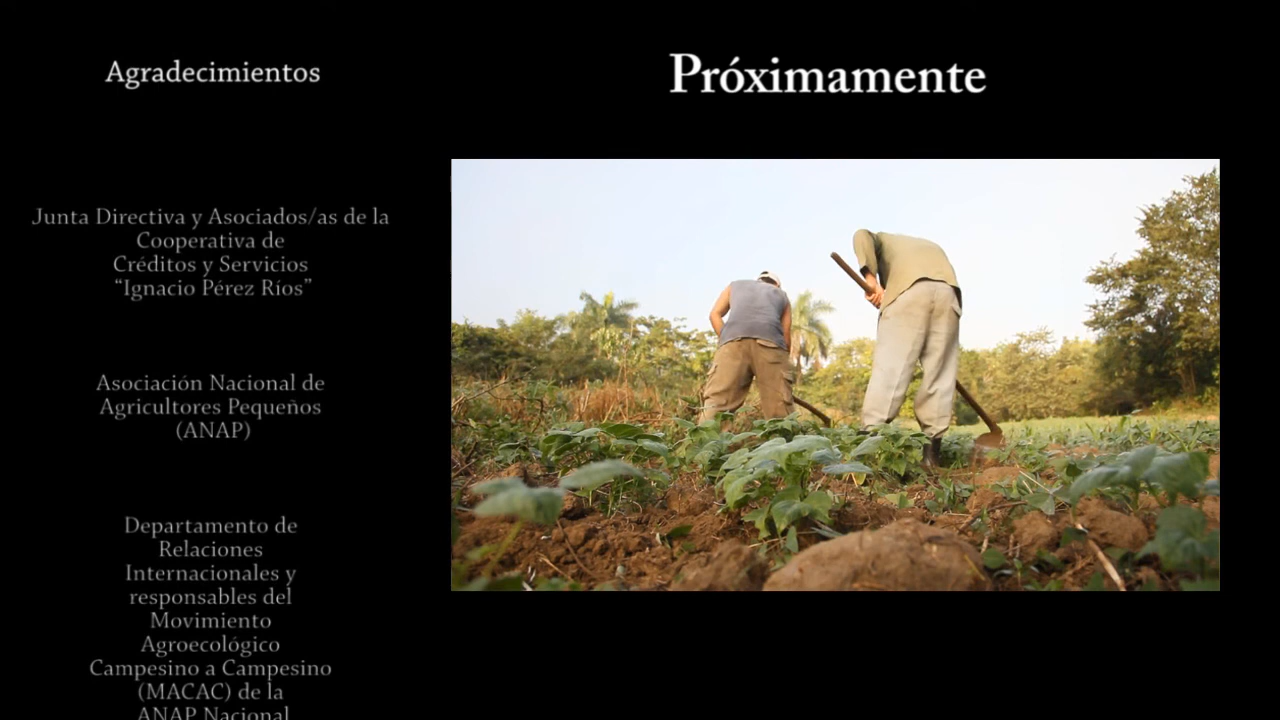 Agradecimientos
Próximamente
Junta Directiva y Asociados/as de la
Cooperativa de
Créditos y Servicios
“Ignacio Pérez Ríos”
Asociación Nacional de
Agricultores Pequeños
(ANAP)
Departamento de
Relaciones
Internacionales y
responsables del
Movimiento
Agroecológico
Campesino a Campesino
(MACAC) de la
ANAP Nacional